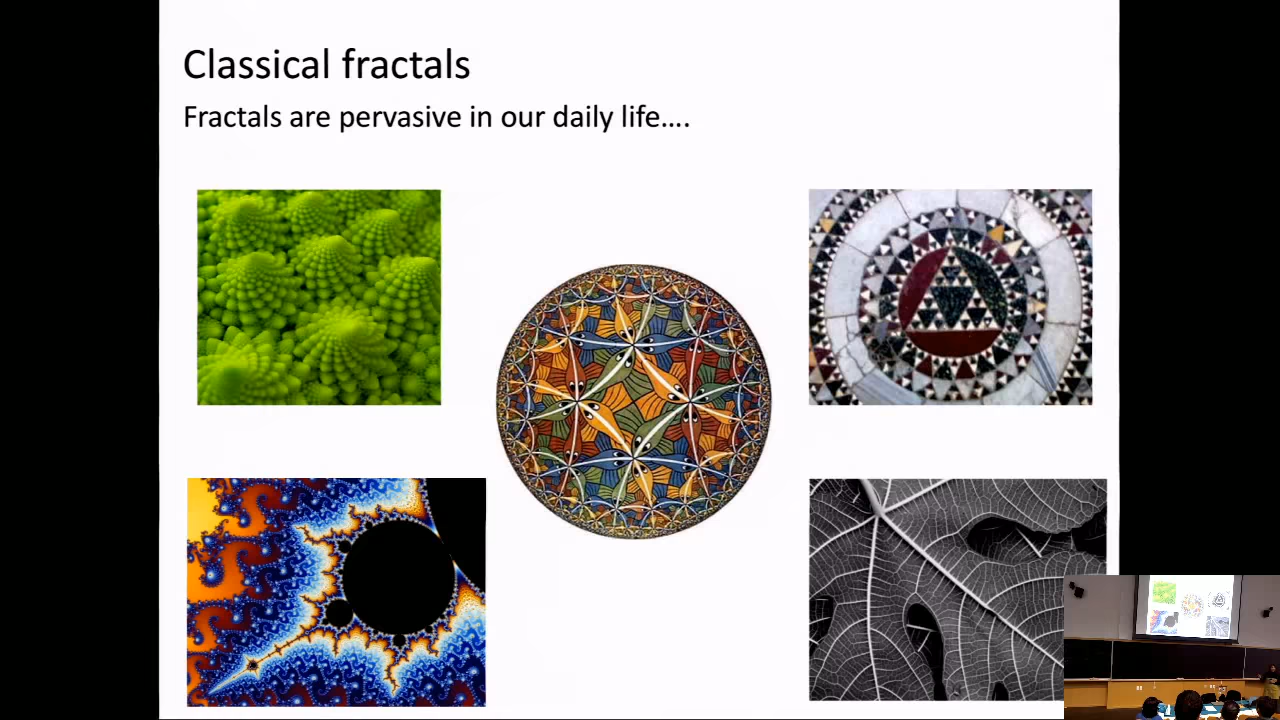 Classical fractals
Fractals are pervasive in our daily life....